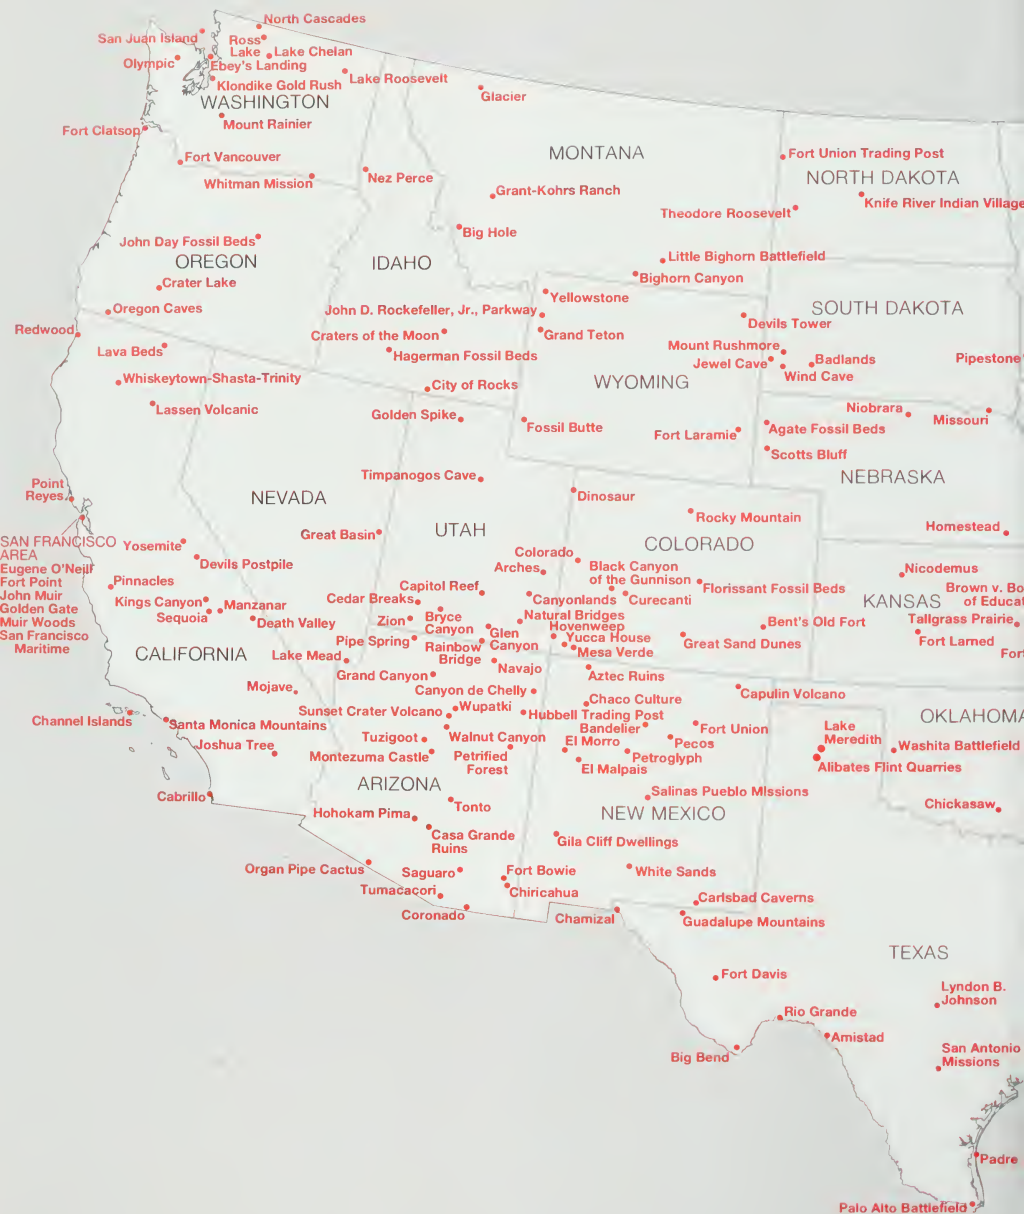 North Cascades
San Juan Island
Ross
Lake
Lake Chelan
Olympic
Ebey's Landing
Lake Roosevelt
Klondike Gold Rush
Glacier
WASHINGTON
Mount Rainier
Fort Clatsop
MONTANA
Fort Union Trading Post
Fort Vancouver
NORTH DAKOTA
Whitman Mission
Nez Perce
Grant-Kohrs Ranch
Knife River Indian Village
Theodore Roosevelt
Big Hole
John Day Fossil Beds
OREGON
IDAHO
Little Bighorn Battlefield
Bighorn Canyon
Crater Lake
Yellowstone
Oregon Caves
John D. Rockefeller, Jr., Parkway
SOUTH DAKOTA
Devils Tower
Redwood
Craters of the Moon
Grand Teton
Mount Rushmore
Lava Beds
Hagerman Fossil Beds
Jewel Cave
Badlands
Pipestone
Wind Cave
Whiskeytown-Shasta-Trinity
City of Rocks
WYOMING
Lassen Volcanic
Golden Spike
Niobrara
Missouri
Fossil Butte
Fort Laramie
Agate Fossil Beds
Scotts Bluff
Timpanogos Cave
NEBRASKA
Point
Reyes
NEVADA
Dinosaur
Rocky Mountain
Great Basin
UTAH
Homestead
SAN FRANCISCO
AREA
Yosemite
COLORADO
Colorado
Devils Postpile
Arches
Black Canyon
of the Gunnison
Nicodemus
Eugene O'Neill
Fort Point
John Muir
Golden Gate
Muir Woods
San Francisco
Maritime
Pinnacles
Capitol Reef
Florissant Fossil Beds
Brown v. Bo
of Educat
Kings Canyon
Manzanar
Cedar Breaks
Canyonlands
Curecanti
KANSAS
Sequoia
Death Valley
Zion
Bryce
Canyon
Natural Bridges
Hovenweep
Bent's Old Fort
Tallgrass Prairie
Glen
Canyon
Yucca House
Fort Larned
Pipe Spring
Rainbow
Bridge
Mesa Verde
Great Sand Dunes
Fort
CALIFORNIA
Lake Mead
Navajo
Aztec Ruins
Grand Canyon
Mojave
Canyon de Chelly
Capulin Volcano
Chaco Culture
Sunset Crater Volcano
Wupatki
Hubbell Trading Post
OKLAHOMA
Channel Islands
Santa Monica Mountains
Bandelier
Fort Union
Lake
Meredith
Joshua Tree
Tuzigoot
Walnut Canyon
El Morro
Pecos
Washita Battlefield
Montezuma Castle
Petrified
Forest
Petroglyph
El Malpais
Alibates Flint Quarries
ARIZONA
Cabrillo
Salinas Pueblo Missions
Tonto
Chickasaw
Hohokam Pima
NEW MEXICO
Casa Grande
Ruins
Gila Cliff Dwellings
Organ Pipe Cactus
Saguaro
Fort Bowie
White Sands
Tumacacori
Chiricahua
Carlsbad Caverns
Coronado
Chamizal
Guadalupe Mountains
TEXAS
Fort Davis
Lyndon B.
Johnson
Rio Grande
Amistad
Big Bend
San Antonio
Missions
Padre
Palo Alto Battlefield